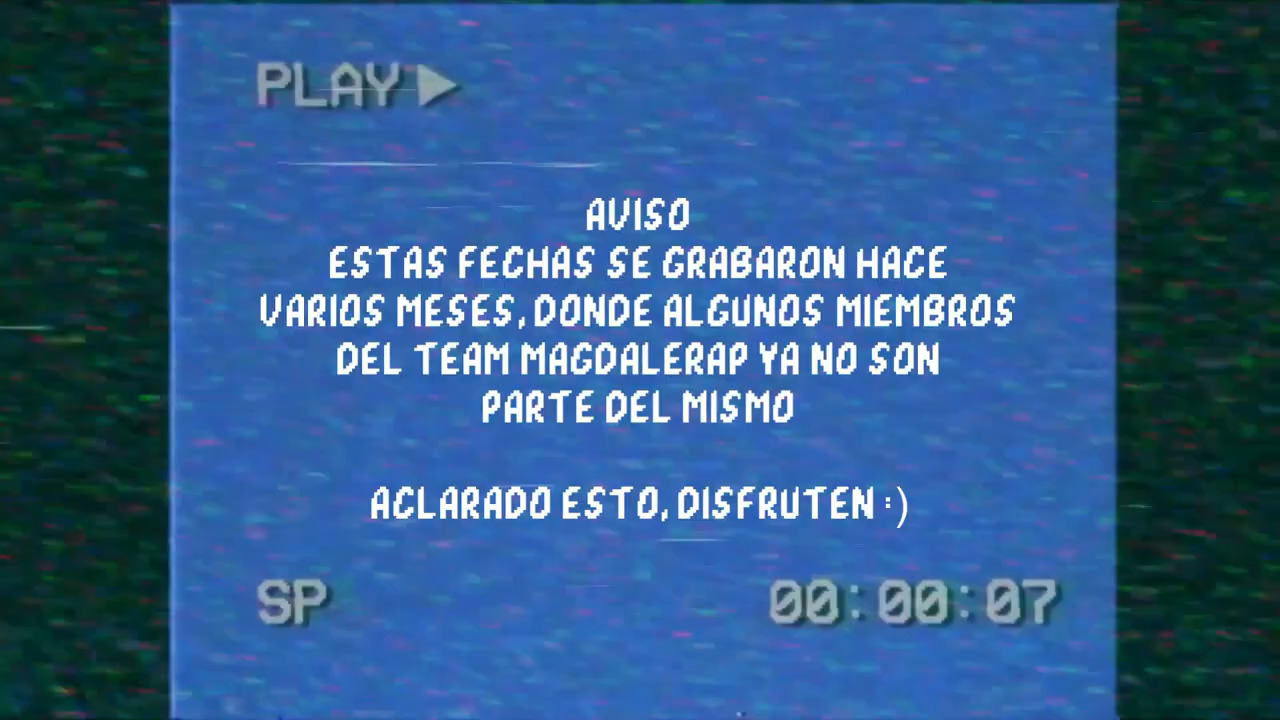 PLAY
AVISO
ESTAS FECHAS SE GRABARON HACE
VARIOS MESES, DONDE ALGUNOS MIEMBROS
DEL TEAM MAGDALERAP YA NO SON
PARTE DEL MISMO
ACLARADO ESTO, DISFRUTEN :)
SP
00:00:07